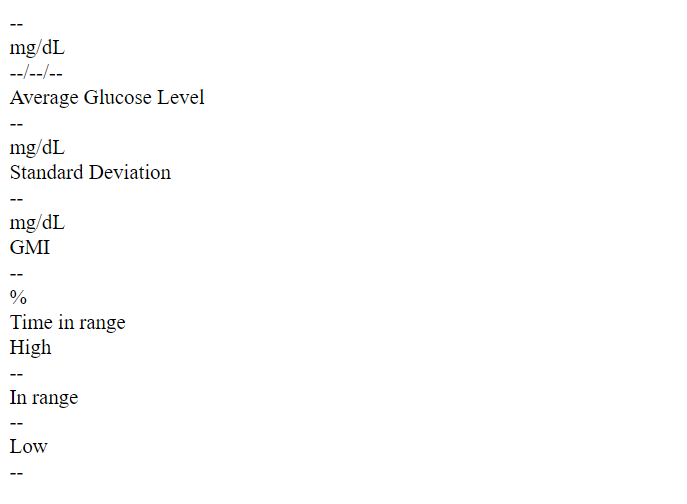 --
mg/dL
--/--/--
Average Glucose Level
--
mg/dL
Standard Deviation
--
mg/dL
GMI
--
%
Time in range
High
--
In range
--
Low
--